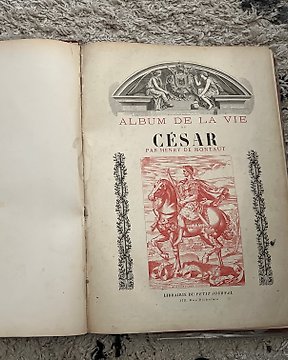 ALBUM DE LA VIE
DE
CÉSAR
PAR HENRY DE MONTAUT
LIBRAIRIE DU PETIT JOURNAL